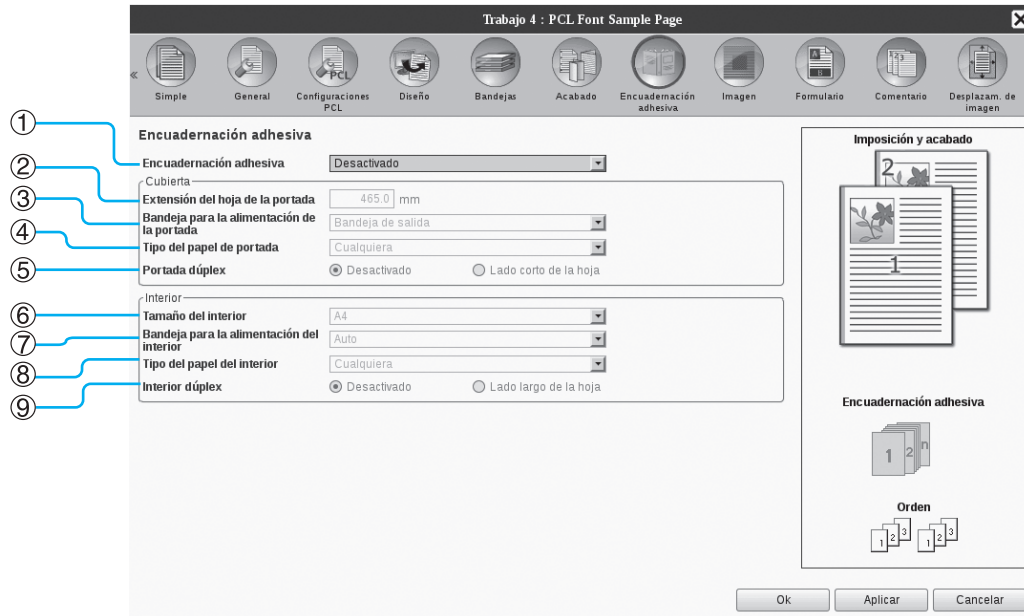 Trabajo 4 : PCL Font Sample Page
«
PCL
A
B
Simple
General
Configuraciones
PCL
Diseño
Bandejas
Acabado
Encuadernación
adhesiva
Imagen
Formulario
Comentario
Desplazam. de
imagen
Encuadernación adhesiva
① Encuadernación adhesiva Desactivado
Cubierta
② Extensión del hoja de la portada 465.0 mm
③ Bandeja para la alimentación de
la portada Bandeja de salida
④ Tipo del papel de portada Cualquiera
⑤ Portada dúplex Desactivado Lado corto de la hoja
Interior
⑥ Tamaño del interior A4
⑦ Bandeja para la alimentación del
interior Auto
⑧ Tipo del papel del interior Cualquiera
⑨ Interior dúplex Desactivado Lado largo de la hoja
Imposición y acabado
2
1
Encuadernación adhesiva
1 2 n
Orden
1 2 3 1 2 3
Ok Aplicar Cancelar